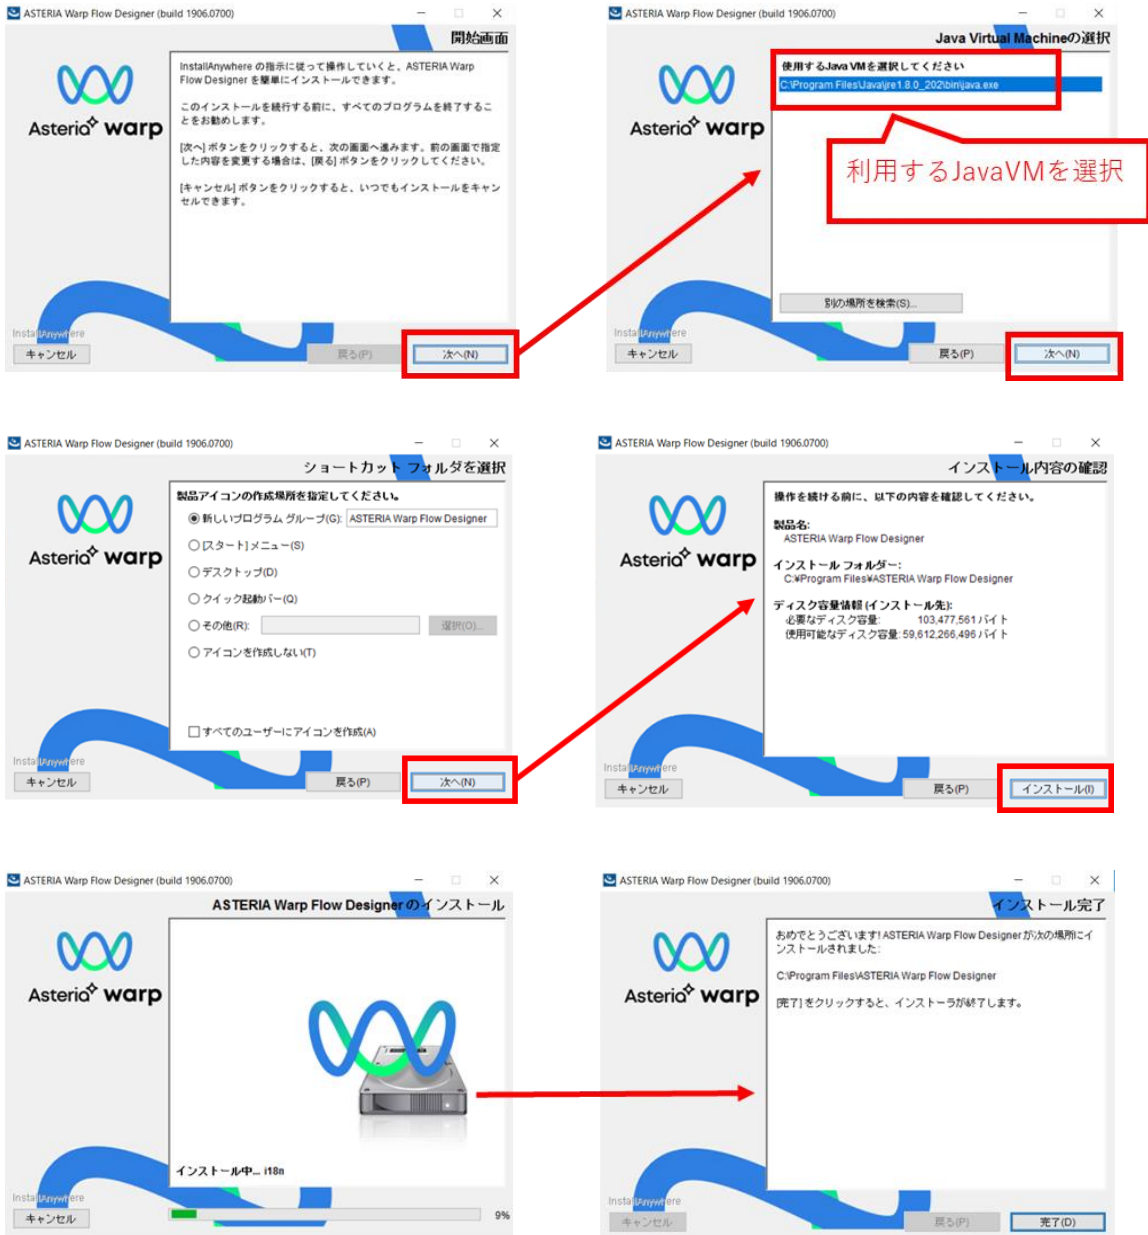 ASTERIA Warp Flow Designer (build 1906.0700)
開始画面
Asteria warp
InstallAnywhere の指示に従って操作していくと、ASTERIA Warp
Flow Designer を簡単にインストールできます。
このインストールを続行する前に、すべてのプログラムを終了するこ
とをお勧めします。
[次へ] ボタンをクリックすると、次の画面へ進みます。前の画面で指定
した内容を変更する場合は、[戻る] ボタンをクリックしてください。
[キャンセル] ボタンをクリックすると、いつでもインストールをキャン
セルできます。
InstallAnywhere
キャンセル
戻る(P)
次へ(N)
ASTERIA Warp Flow Designer (build 1906.0700)
Java Virtual Machineの選択
Asteria warp
使用するJava VMを選択してください
C:\Program Files\Java\jre1.8.0_202\bin\java.exe
利用するJavaVMを選択
別の場所を検索(S)...
InstallAnywhere
キャンセル
戻る(P)
次へ(N)
ASTERIA Warp Flow Designer (build 1906.0700)
ショートカット フォルダを選択
Asteria warp
製品アイコンの作成場所を指定してください。
新しいプログラム グループ(G): ASTERIA Warp Flow Designer
[スタート] メニュー(S)
デスクトップ(D)
クイック起動バー(Q)
その他(R):
選択(O)...
アイコンを作成しない(T)
すべてのユーザーにアイコンを作成(A)
InstallAnywhere
キャンセル
戻る(P)
次へ(N)
ASTERIA Warp Flow Designer (build 1906.0700)
インストール内容の確認
Asteria warp
操作を続ける前に、以下の内容を確認してください。
製品名:
ASTERIA Warp Flow Designer
インストール フォルダー:
C:¥Program Files¥ASTERIA Warp Flow Designer
ディスク容量情報 (インストール先):
必要なディスク容量: 103,477,561 バイト
使用可能なディスク容量: 59,612,266,496 バイト
InstallAnywhere
キャンセル
戻る(P)
インストール(I)
ASTERIA Warp Flow Designer (build 1906.0700)
ASTERIA Warp Flow Designer のインストール
Asteria warp
インストール中... i18n
InstallAnywhere
キャンセル
9%
ASTERIA Warp Flow Designer (build 1906.0700)
インストール完了
Asteria warp
おめでとうございます! ASTERIA Warp Flow Designer が次の場所にイ
ンストールされました:
C:\Program Files\ASTERIA Warp Flow Designer
[完了] をクリックすると、インストーラが終了します。
InstallAnywhere
キャンセル
戻る(P)
完了(D)